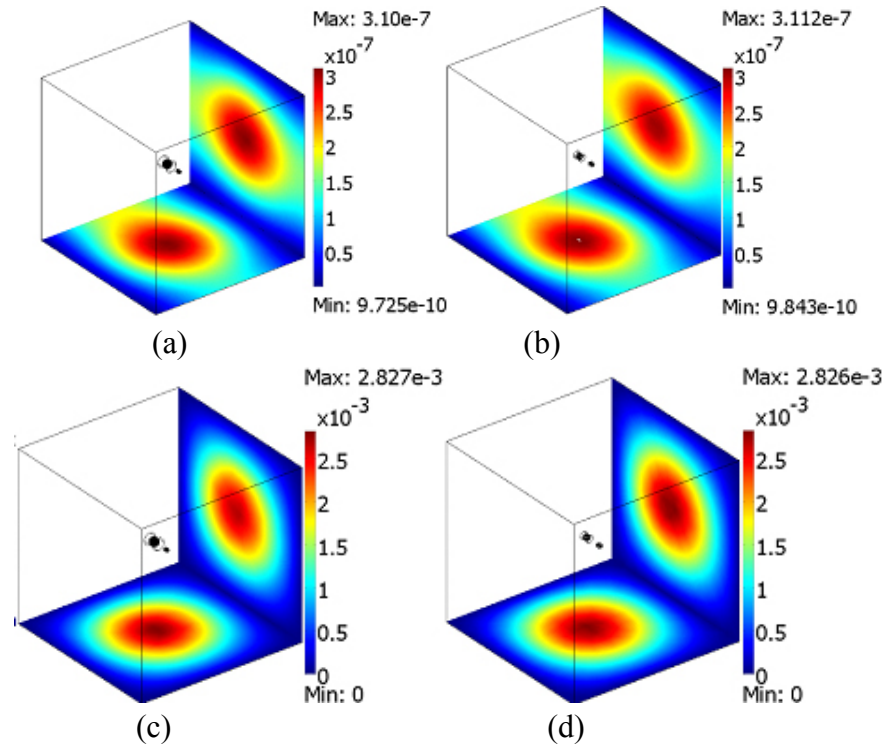 Max: 3.10e-7
x10^-7
3
2.5
2
1.5
1
0.5
Min: 9.725e-10
(a)
Max: 3.112e-7
x10^-7
3
2.5
2
1.5
1
0.5
Min: 9.843e-10
(b)
Max: 2.827e-3
x10^-3
2.5
2
1.5
1
0.5
0
Min: 0
(c)
Max: 2.826e-3
x10^-3
2.5
2
1.5
1
0.5
0
Min: 0
(d)